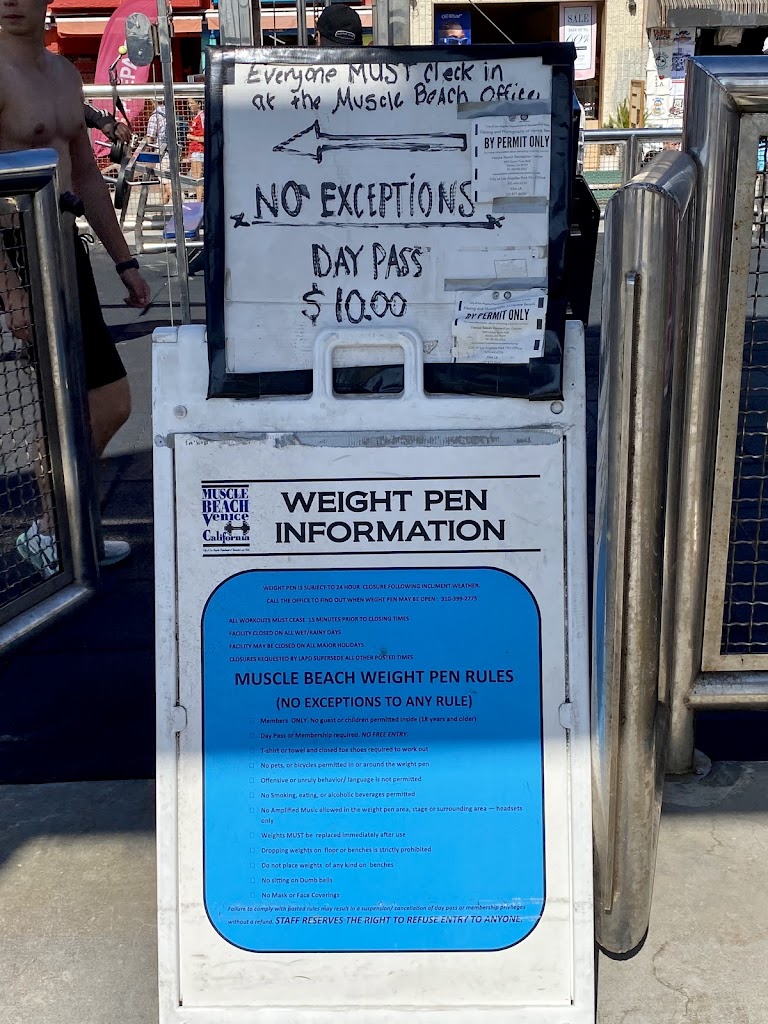 Everyone MUST check in
at the Muscle Beach Office
BY PERMIT ONLY
NO EXCEPTIONS
DAY PASS
$10.00
BY PERMIT ONLY
SALE
MUSCLE
BEACH
Venice
California
WEIGHT PEN
INFORMATION
WEIGHT PEN IS SUBJECT TO 24 HOUR CLOSURE FOLLOWING INCLIMENT WEATHER.
CALL THE OFFICE TO FIND OUT WHEN WEIGHT PEN MAY BE OPEN : 310-399-2775
ALL WORKOUTS MUST CEASE 15 MINUTES PRIOR TO CLOSING TIMES
FACILITY CLOSED ON ALL WET/RAINY DAYS
FACILITY MAY BE CLOSED ON ALL MAJOR HOLIDAYS
CLOSURES REQUESTED BY LAPD SUPERSEDE ALL OTHER POSTED TIMES
MUSCLE BEACH WEIGHT PEN RULES
(NO EXCEPTIONS TO ANY RULE)
Members ONLY: No guest or children permitted inside (18 years and older)
Day Pass or Membership required. NO FREE ENTRY
T-shirt or towel and closed toe shoes required to work out
No pets, or bicycles permitted in or around the weight pen
Offensive or unruly behavior/ language is not permitted
No Smoking, eating, or alcoholic beverages permitted
No Amplified Music allowed in the weight pen area, stage or surrounding area — headsets
only
Weights MUST be replaced immediately after use
Dropping weights on floor or benches is strictly prohibited
Do not place weights of any kind on benches
No sitting on Dumb bells
No Mask or Face Coverings
Failure to comply with posted rules may result in a suspension/ cancellation of day pass or membership privileges
without a refund. STAFF RESERVES THE RIGHT TO REFUSE ENTRY TO ANYONE.